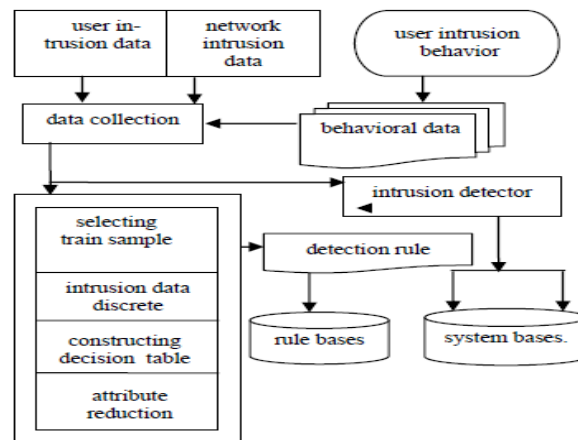 user in-
trusion data
network
intrusion
data
user intrusion
behavior
data collection
behavioral data
intrusion detector
selecting
train sample
detection rule
intrusion data
discrete
constructing
decision table
rule bases
system bases.
attribute
reduction